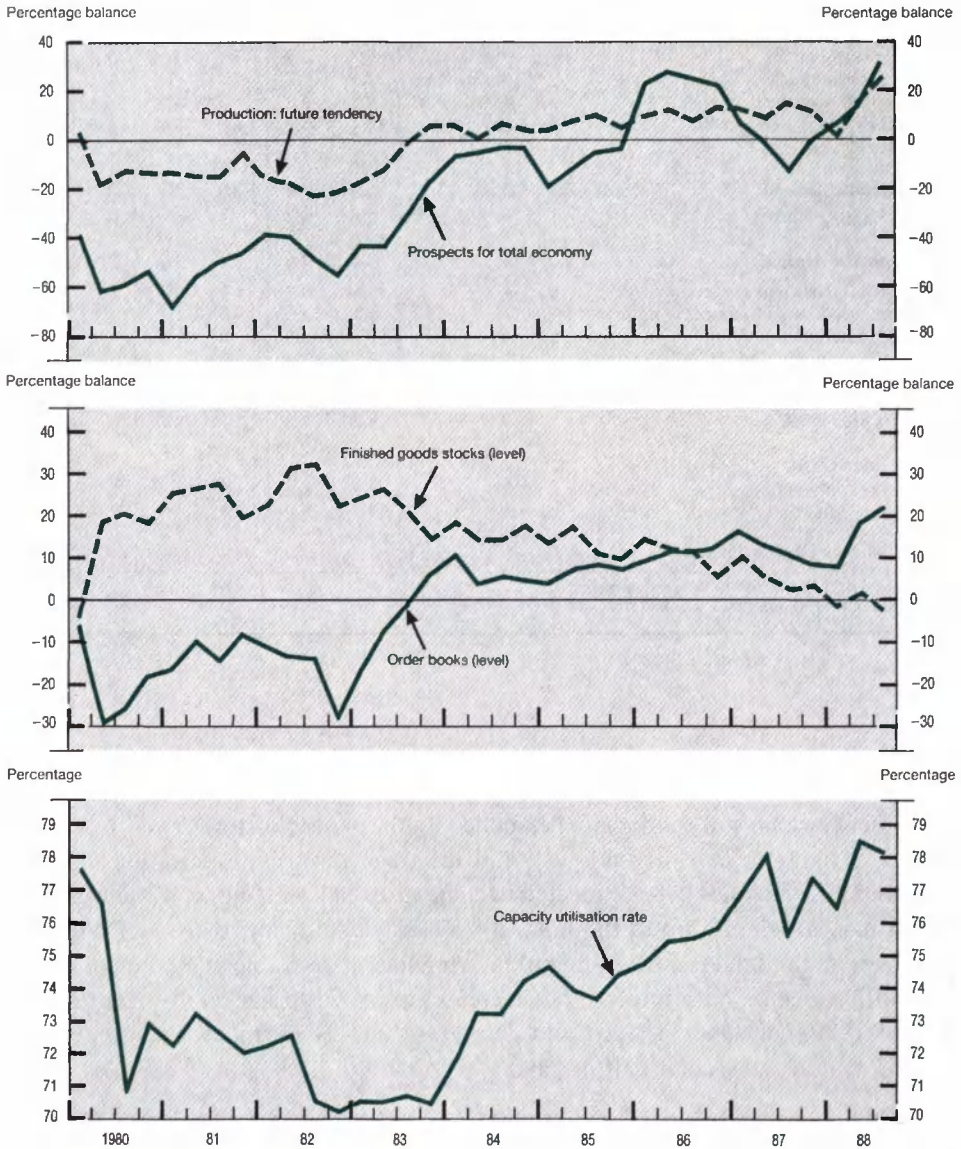 Percentage balance Percentage balance
40 40
20 20
Production: future tendency
0 0
-20 -20
-40 -40
Prospects for total economy
-60 -60
-80 -80
Percentage balance Percentage balance
40 40
Finished goods stocks (level)
30 30
20 20
10 10
0 0
-10 -10
Order books (level)
-20 -20
-30 -30
Percentage Percentage
79 79
78 78
77 77
76 76
Capacity utilisation rate
75 75
74 74
73 73
72 72
71 71
70 70
1980 81 82 83 84 85 86 87 88